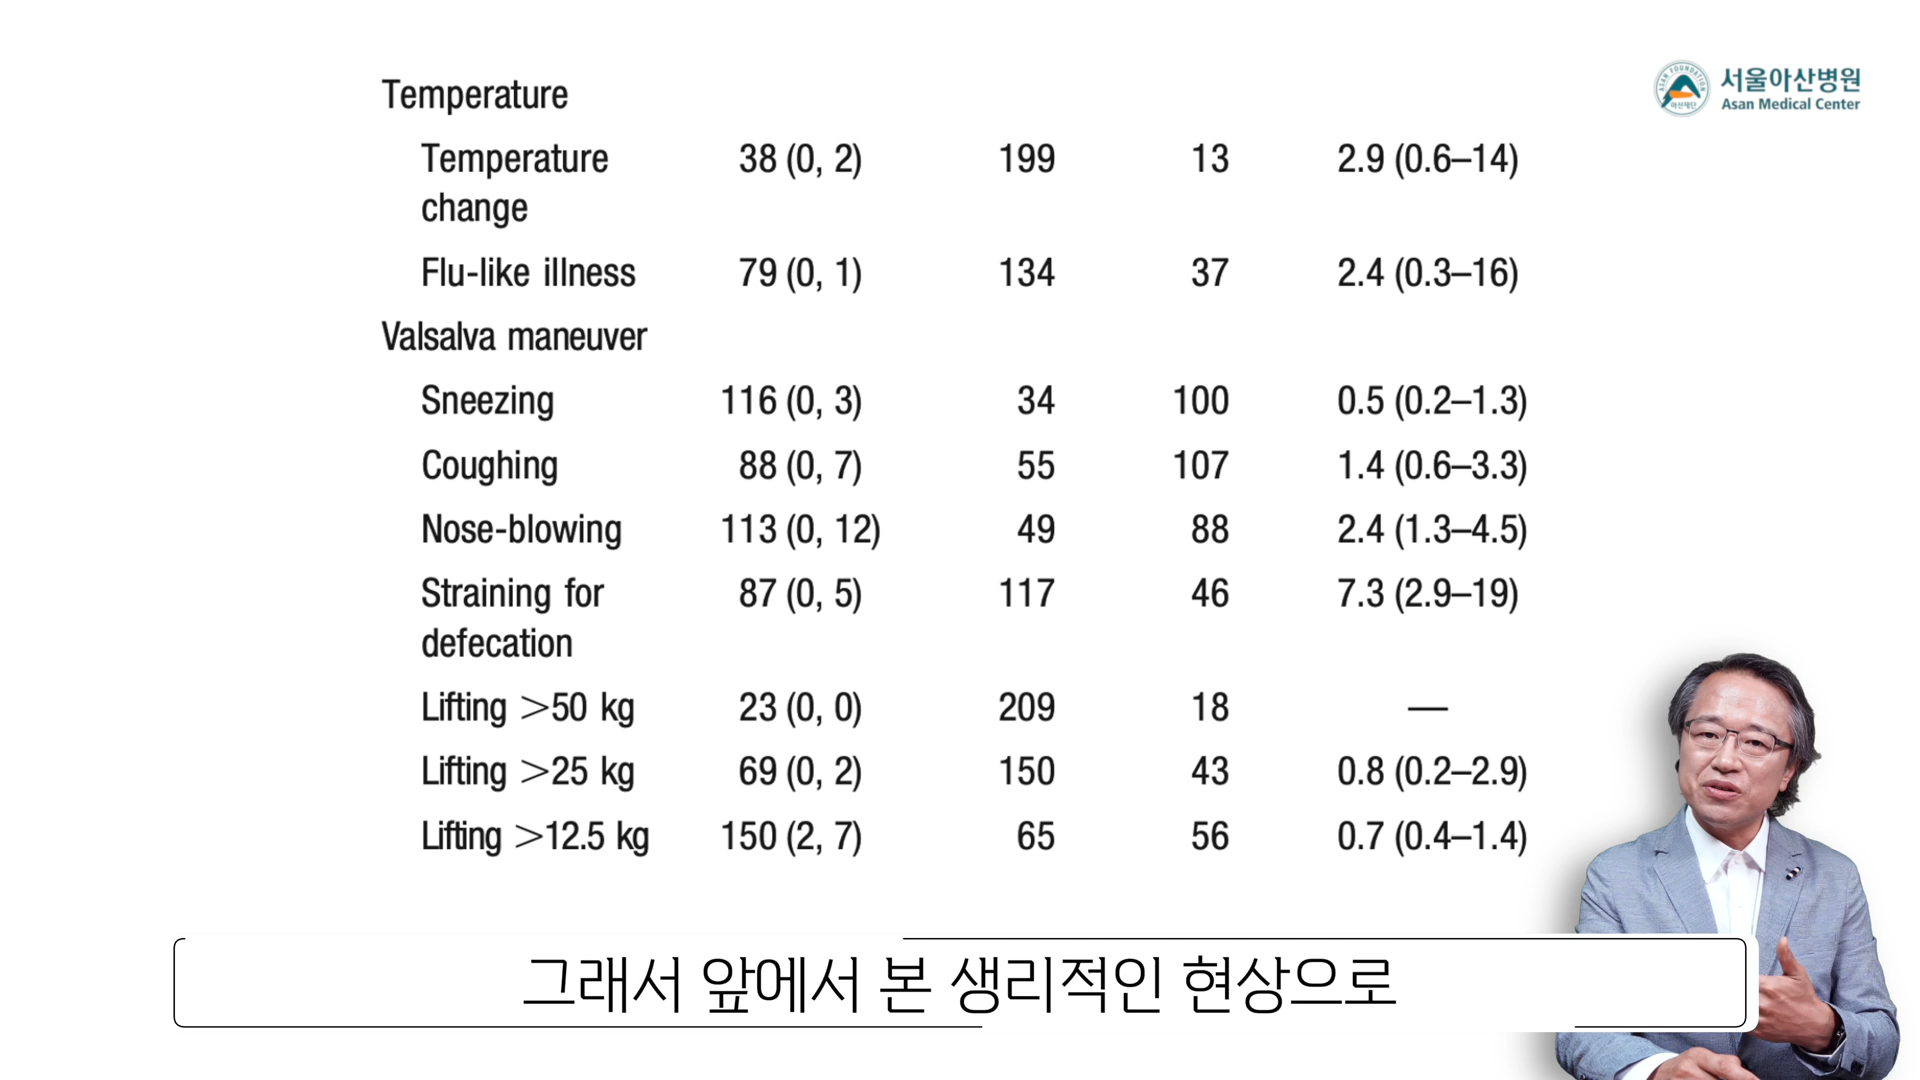 서울아산병원
Asan Medical Center
ASAN FOUNDATION
아산재단
Temperature
Temperature change 38 (0, 2) 199 13 2.9 (0.6–14)
Flu-like illness 79 (0, 1) 134 37 2.4 (0.3–16)
Valsalva maneuver
Sneezing 116 (0, 3) 34 100 0.5 (0.2–1.3)
Coughing 88 (0, 7) 55 107 1.4 (0.6–3.3)
Nose-blowing 113 (0, 12) 49 88 2.4 (1.3–4.5)
Straining for defecation 87 (0, 5) 117 46 7.3 (2.9–19)
Lifting >50 kg 23 (0, 0) 209 18 —
Lifting >25 kg 69 (0, 2) 150 43 0.8 (0.2–2.9)
Lifting >12.5 kg 150 (2, 7) 65 56 0.7 (0.4–1.4)
그래서 앞에서 본 생리적인 현상으로